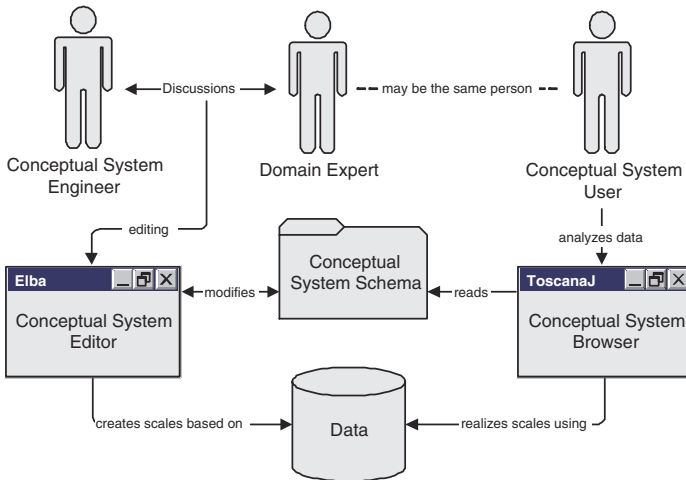 Discussions
may be the same person
Conceptual System
Engineer
Domain Expert
Conceptual System
User
editing
analyzes data
Elba
Conceptual System
Editor
modifies
Conceptual
System Schema
reads
ToscanaJ
Conceptual System
Browser
creates scales based on
Data
realizes scales using